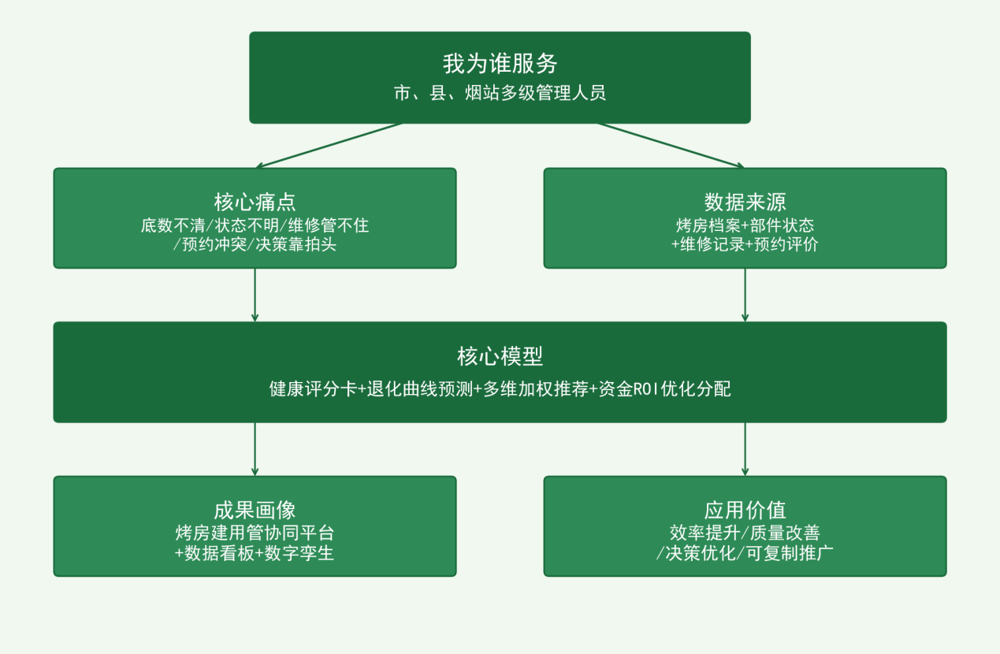 我为谁服务
市、县、烟站多级管理人员
核心痛点
底数不清/状态不明/维修管不住
/预约冲突/决策靠拍头
数据来源
烤房档案+部件状态
+维修记录+预约评价
核心模型
健康评分卡+退化曲线预测+多维加权推荐+资金ROI优化分配
成果画像
烤房建用管协同平台
+数据看板+数字孪生
应用价值
效率提升/质量改善
/决策优化/可复制推广